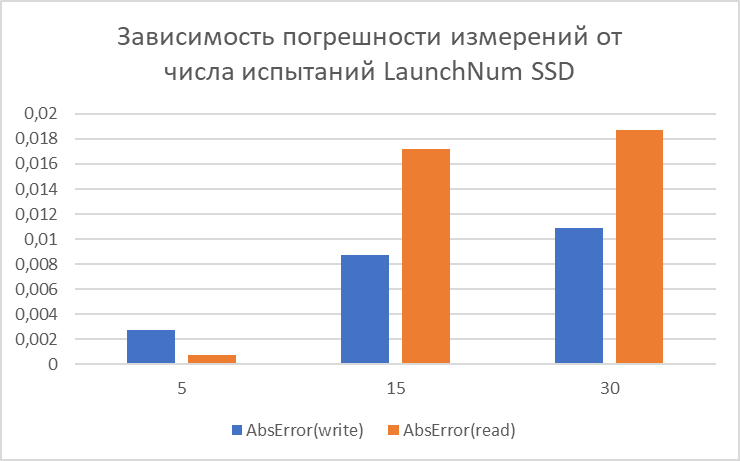 Зависимость погрешности измерений от
числа испытаний LaunchNum SSD
0,02
0,018
0,016
0,014
0,012
0,01
0,008
0,006
0,004
0,002
0
5 15 30
AbsError(write) AbsError(read)